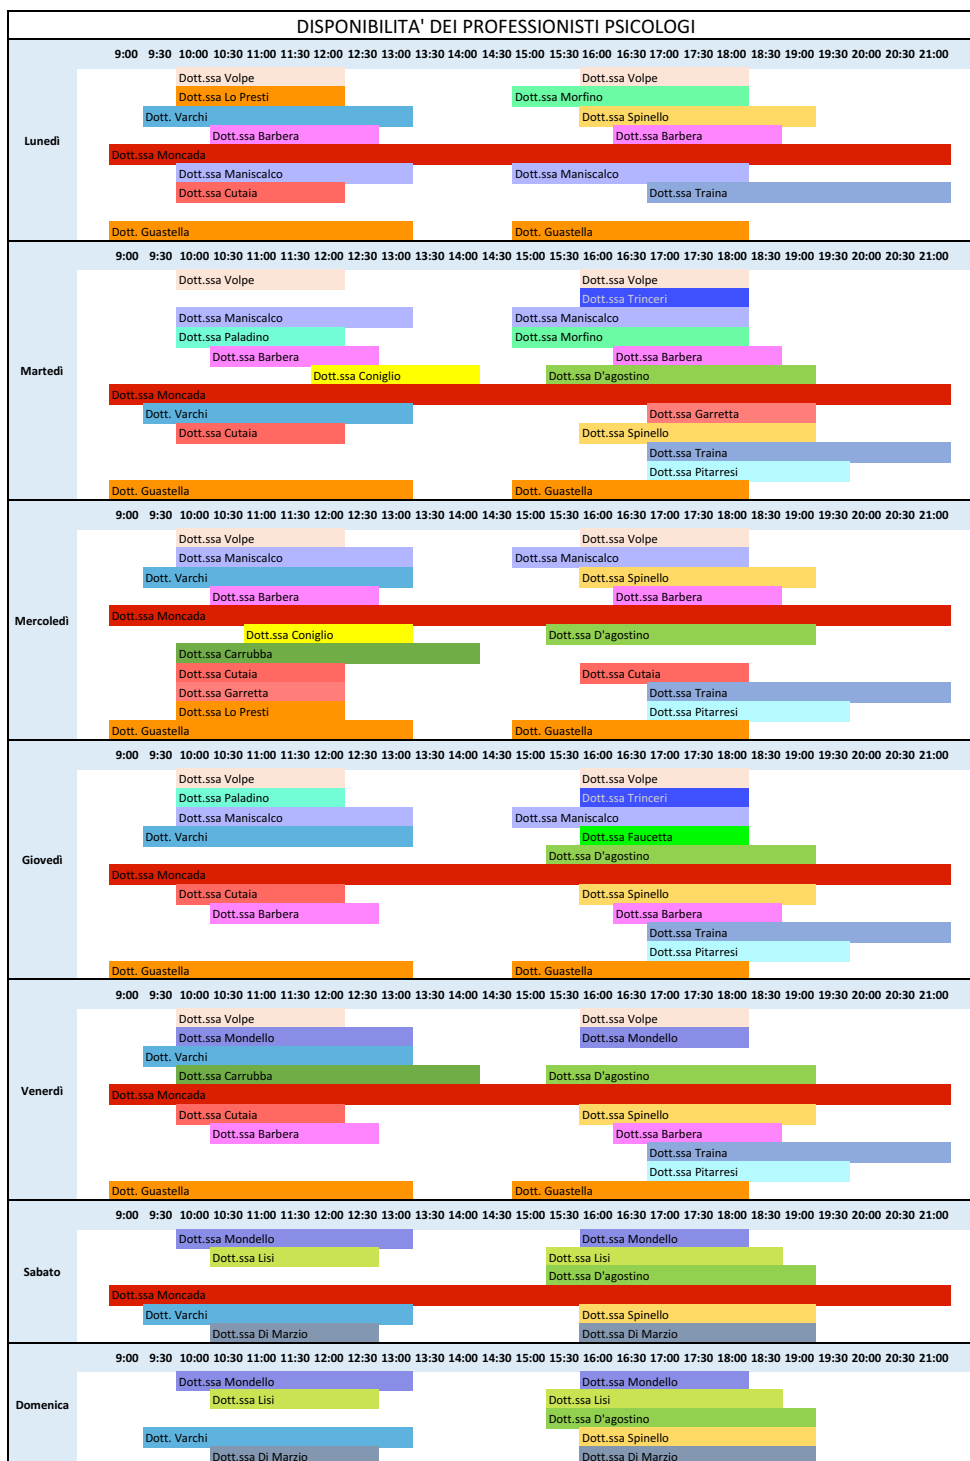 DISPONIBILITA' DEI PROFESSIONISTI PSICOLOGI
9:00 9:30 10:00 10:30 11:00 11:30 12:00 12:30 13:00 13:30 14:00 14:30 15:00 15:30 16:00 16:30 17:00 17:30 18:00 18:30 19:00 19:30 20:00 20:30 21:00
Dott.ssa Volpe Dott.ssa Volpe
Dott.ssa Lo Presti Dott.ssa Morfino
Dott. Varchi Dott.ssa Spinello
Lunedì
Dott.ssa Barbera Dott.ssa Barbera
Dott.ssa Moncada
Dott.ssa Maniscalco Dott.ssa Maniscalco
Dott.ssa Cutaia Dott.ssa Traina
Dott. Guastella Dott. Guastella
9:00 9:30 10:00 10:30 11:00 11:30 12:00 12:30 13:00 13:30 14:00 14:30 15:00 15:30 16:00 16:30 17:00 17:30 18:00 18:30 19:00 19:30 20:00 20:30 21:00
Dott.ssa Volpe Dott.ssa Volpe
Dott.ssa Trinceri
Dott.ssa Maniscalco Dott.ssa Maniscalco
Dott.ssa Paladino Dott.ssa Morfino
Dott.ssa Barbera Dott.ssa Barbera
Martedì
Dott.ssa Coniglio Dott.ssa D'agostino
Dott.ssa Moncada
Dott. Varchi Dott.ssa Garretta
Dott.ssa Cutaia Dott.ssa Spinello
Dott.ssa Traina
Dott.ssa Pitarresi
Dott. Guastella Dott. Guastella
9:00 9:30 10:00 10:30 11:00 11:30 12:00 12:30 13:00 13:30 14:00 14:30 15:00 15:30 16:00 16:30 17:00 17:30 18:00 18:30 19:00 19:30 20:00 20:30 21:00
Dott.ssa Volpe Dott.ssa Volpe
Dott.ssa Maniscalco Dott.ssa Maniscalco
Dott. Varchi Dott.ssa Spinello
Dott.ssa Barbera Dott.ssa Barbera
Dott.ssa Moncada
Mercoledì
Dott.ssa Coniglio Dott.ssa D'agostino
Dott.ssa Carrubba
Dott.ssa Cutaia Dott.ssa Cutaia
Dott.ssa Garretta Dott.ssa Traina
Dott.ssa Lo Presti Dott.ssa Pitarresi
Dott. Guastella Dott. Guastella
9:00 9:30 10:00 10:30 11:00 11:30 12:00 12:30 13:00 13:30 14:00 14:30 15:00 15:30 16:00 16:30 17:00 17:30 18:00 18:30 19:00 19:30 20:00 20:30 21:00
Dott.ssa Volpe Dott.ssa Volpe
Dott.ssa Paladino Dott.ssa Trinceri
Dott.ssa Maniscalco Dott.ssa Maniscalco
Dott. Varchi Dott.ssa Faucetta
Dott.ssa D'agostino
Giovedì
Dott.ssa Moncada
Dott.ssa Cutaia Dott.ssa Spinello
Dott.ssa Barbera Dott.ssa Barbera
Dott.ssa Traina
Dott.ssa Pitarresi
Dott. Guastella Dott. Guastella
9:00 9:30 10:00 10:30 11:00 11:30 12:00 12:30 13:00 13:30 14:00 14:30 15:00 15:30 16:00 16:30 17:00 17:30 18:00 18:30 19:00 19:30 20:00 20:30 21:00
Dott.ssa Volpe Dott.ssa Volpe
Dott.ssa Mondello Dott.ssa Mondello
Dott. Varchi
Dott.ssa Carrubba Dott.ssa D'agostino
Venerdì
Dott.ssa Moncada
Dott.ssa Cutaia Dott.ssa Spinello
Dott.ssa Barbera Dott.ssa Barbera
Dott.ssa Traina
Dott.ssa Pitarresi
Dott. Guastella Dott. Guastella
9:00 9:30 10:00 10:30 11:00 11:30 12:00 12:30 13:00 13:30 14:00 14:30 15:00 15:30 16:00 16:30 17:00 17:30 18:00 18:30 19:00 19:30 20:00 20:30 21:00
Dott.ssa Mondello Dott.ssa Mondello
Dott.ssa Lisi Dott.ssa Lisi
Sabato
Dott.ssa D'agostino
Dott.ssa Moncada
Dott. Varchi Dott.ssa Spinello
Dott.ssa Di Marzio Dott.ssa Di Marzio
9:00 9:30 10:00 10:30 11:00 11:30 12:00 12:30 13:00 13:30 14:00 14:30 15:00 15:30 16:00 16:30 17:00 17:30 18:00 18:30 19:00 19:30 20:00 20:30 21:00
Dott.ssa Mondello Dott.ssa Mondello
Dott.ssa Lisi Dott.ssa Lisi
Domenica
Dott.ssa D'agostino
Dott. Varchi Dott.ssa Spinello
Dott.ssa Di Marzio Dott.ssa Di Marzio